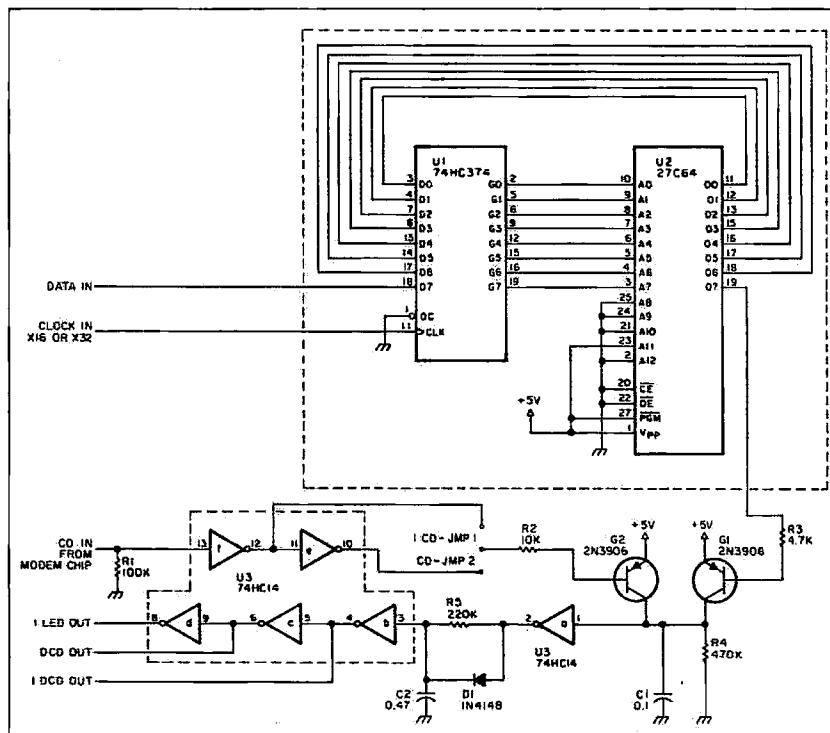 U1
74HC374
U2
27C64
3 D0 Q0 2
4 D1 Q1 5
7 D2 Q2 6
8 D3 Q3 9
13 D4 Q4 12
14 D5 Q5 15
17 D6 Q6 16
18 D7 Q7 19
1 OC
11 CLK
10 A0 O0 11
9 A1 O1 12
8 A2 O2 13
7 A3 O3 15
6 A4 O4 16
5 A5 O5 17
4 A6 O6 18
3 A7 O7 19
25 A8
24 A9
21 A10
23 A11
2 A12
20 CE
22 OE
27 PGM
1 Vpp
DATA IN
CLOCK IN
X16 OR X32
+5V
CD IN
FROM
MODEM CHIP
R1
100K
13 f 12
11 e 10
U3
74HC14
! CD-JMP 1
CD-JMP 2
R2
10K
Q2
2N3906
+5V
+5V
Q1
2N3906
R3
4.7K
! LED OUT
DCD OUT
! DCD OUT
8 d 9
6 c 5
4 b 3
R5
220K
2 a 1
U3
74HC14
C2
0.47
D1
1N4148
C1
0.1
R4
470K